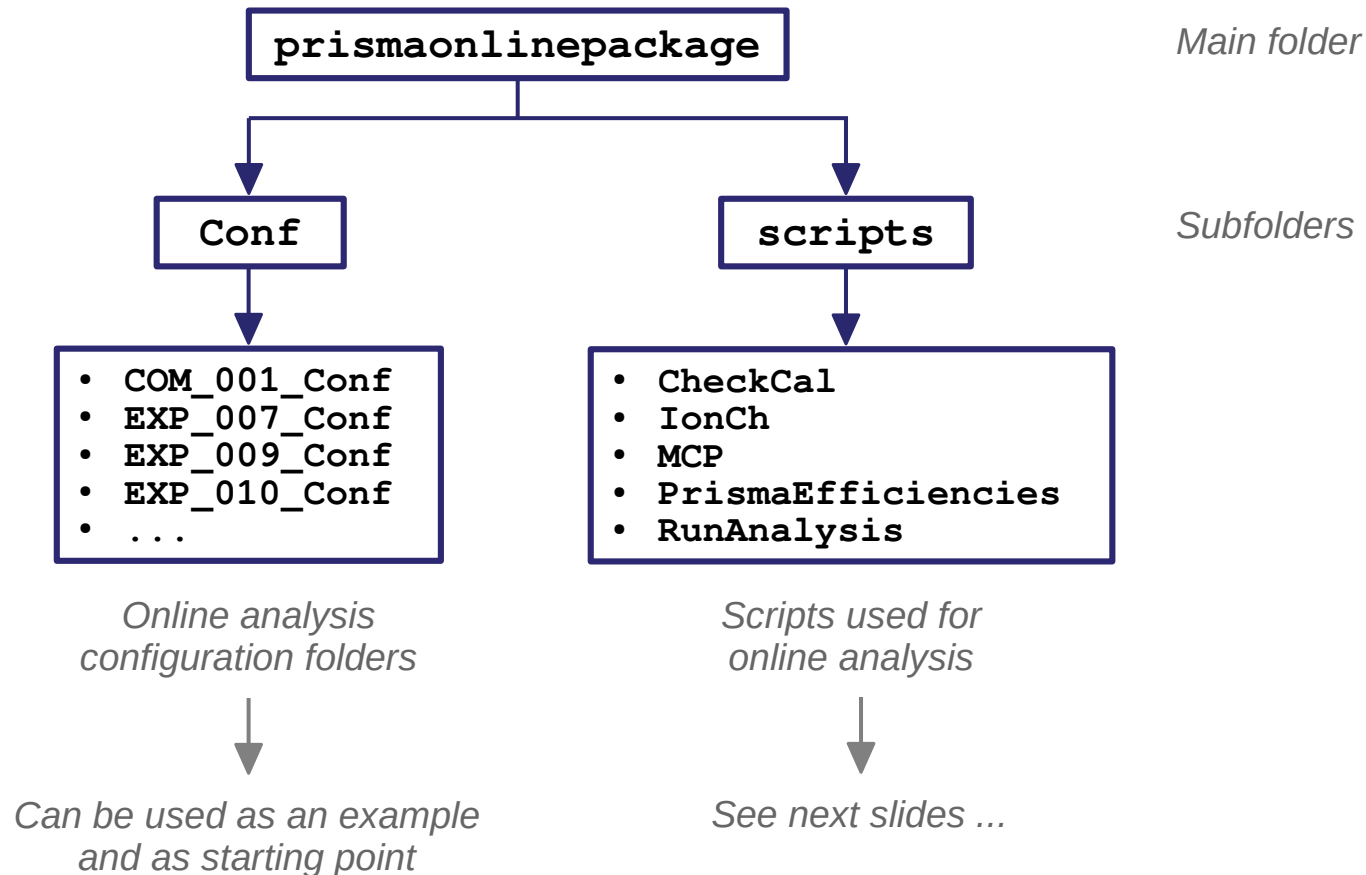 prismaonlinepackage
Main folder
Conf
scripts
Subfolders
• COM_001_Conf
• EXP_007_Conf
• EXP_009_Conf
• EXP_010_Conf
• ...
• CheckCal
• IonCh
• MCP
• PrismaEfficiencies
• RunAnalysis
Online analysis
configuration folders
Scripts used for
online analysis
Can be used as an example
and as starting point
See next slides ...